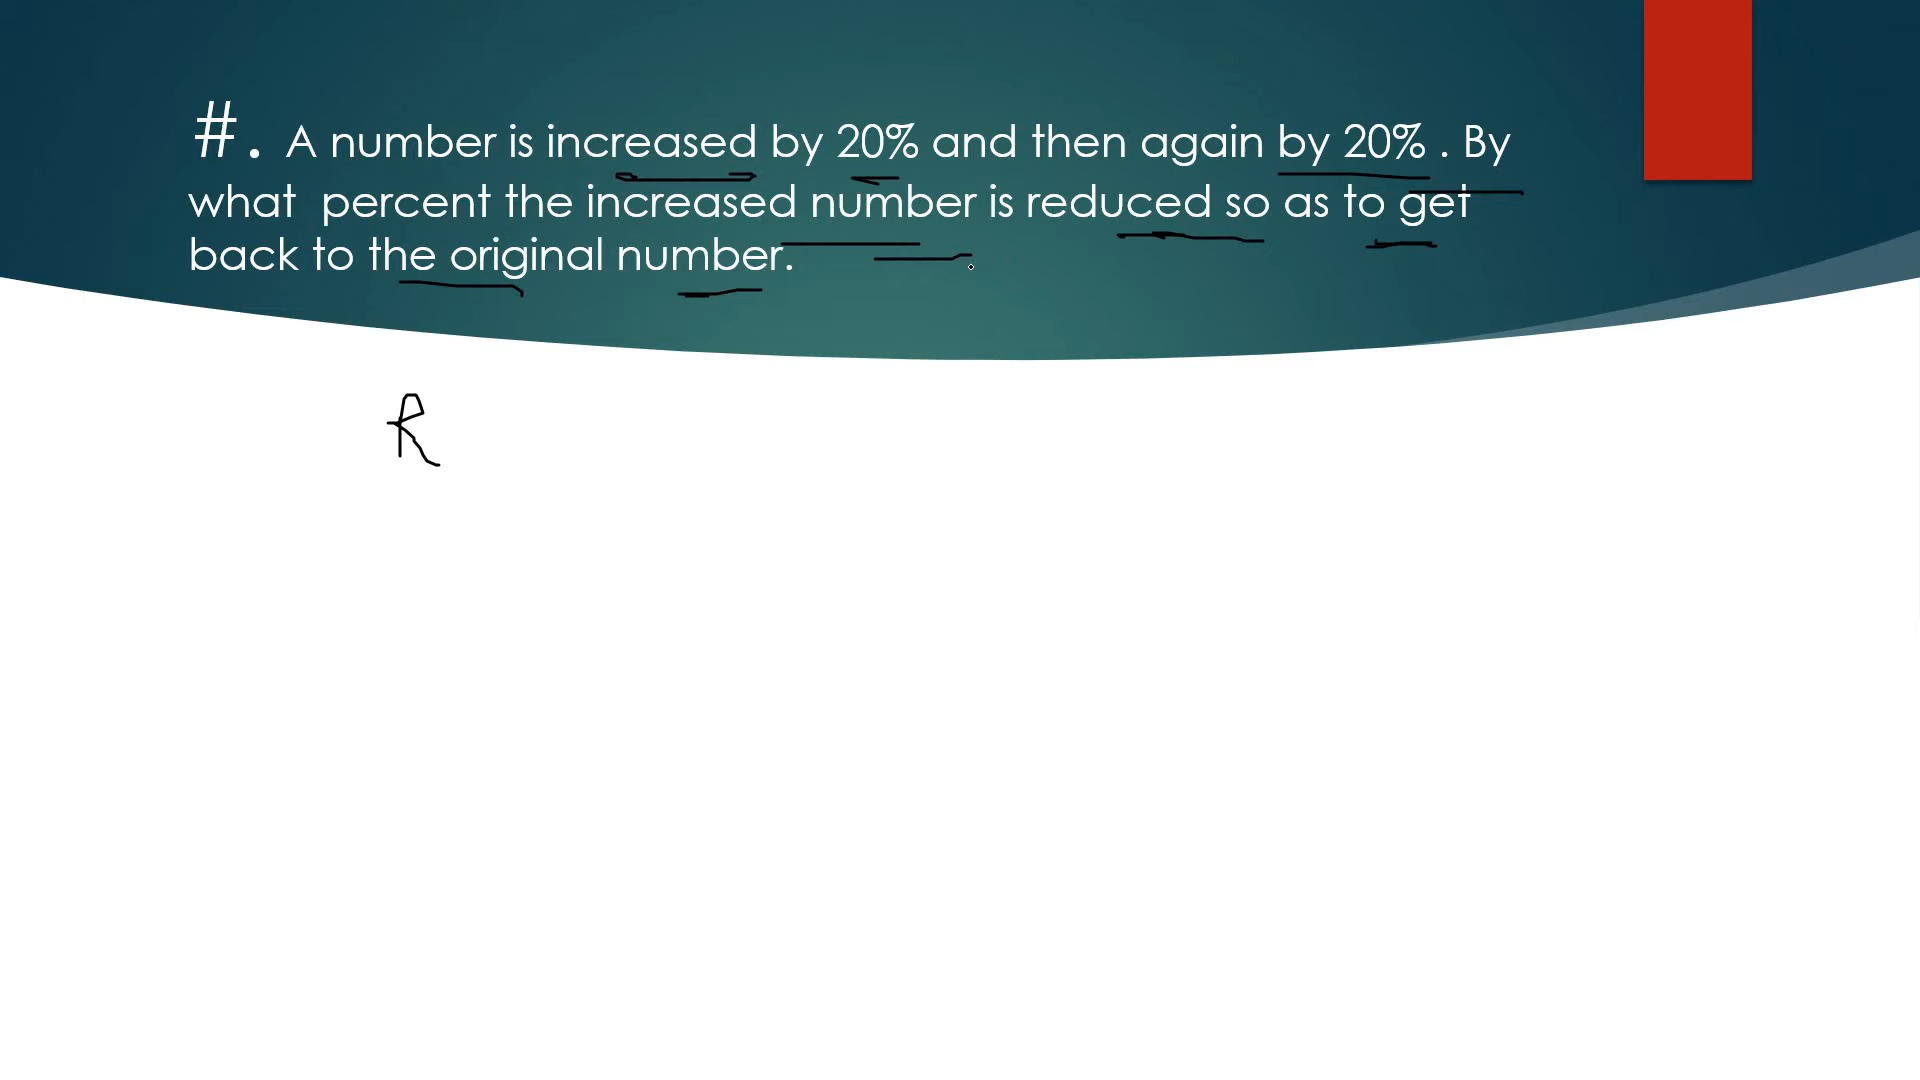 #. A number is increased by 20% and then again by 20% . By
what percent the increased number is reduced so as to get
back to the original number.
R